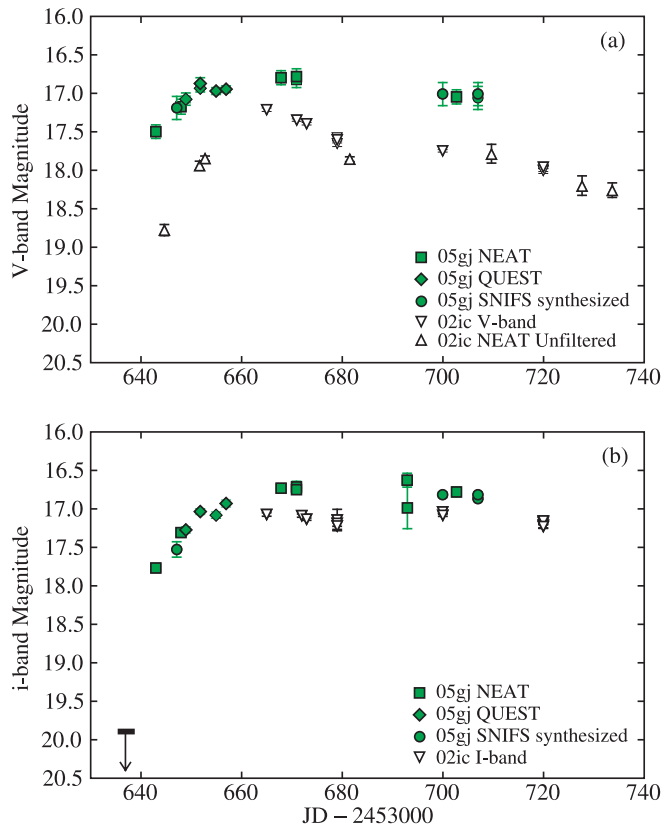 16.0
16.5
17.0
17.5
18.0
18.5
19.0
19.5
20.0
20.5
V-band Magnitude
(a)
05gj NEAT
05gj QUEST
05gj SNIFS synthesized
02ic V-band
02ic NEAT Unfiltered
640 660 680 700 720 740
16.0
16.5
17.0
17.5
18.0
18.5
19.0
19.5
20.0
20.5
i-band Magnitude
(b)
05gj NEAT
05gj QUEST
05gj SNIFS synthesized
02ic I-band
640 660 680 700 720 740
JD − 2453000